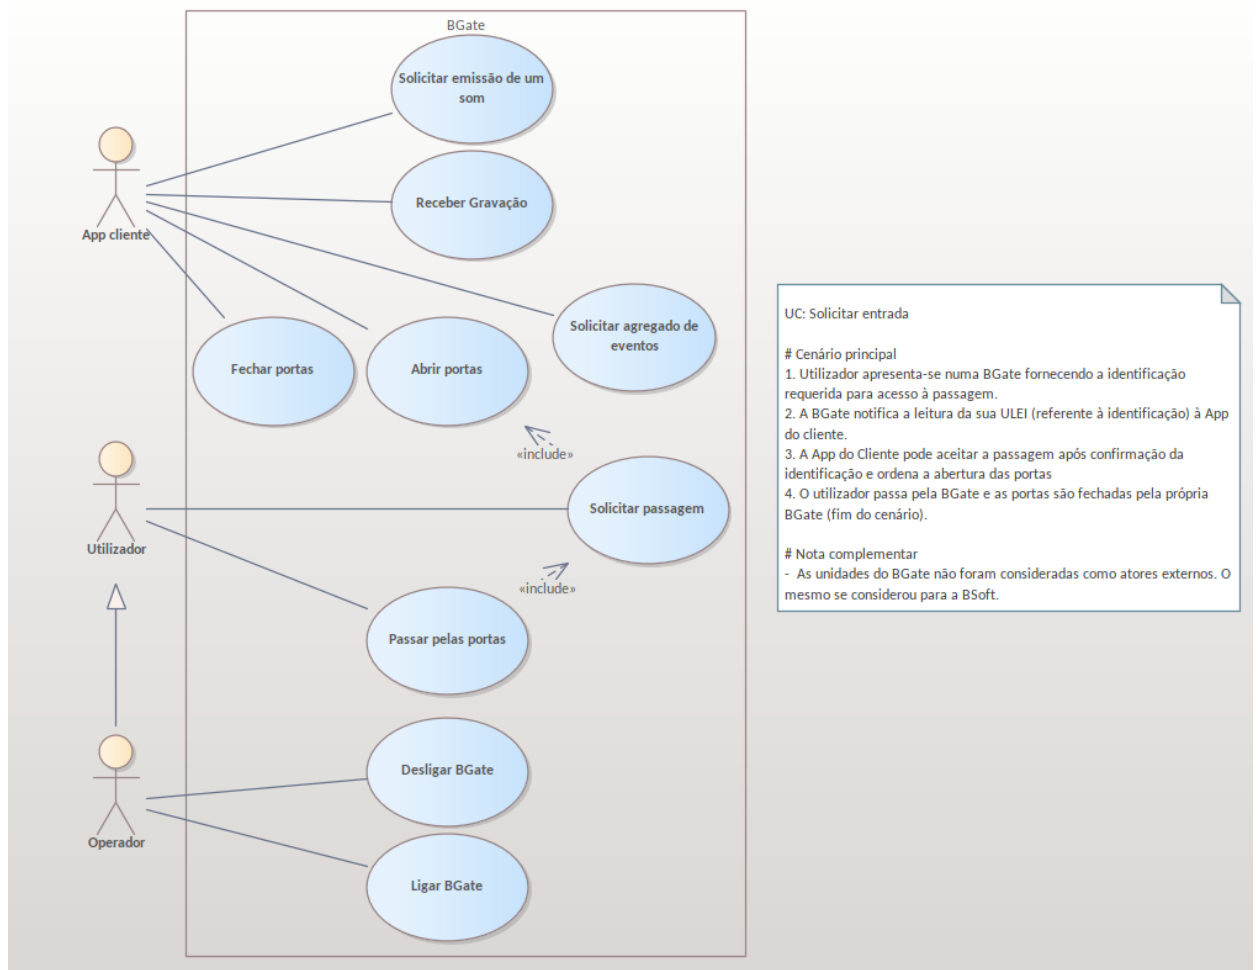 BGate
Solicitar emissão de um
som
Receber Gravação
App cliente
Solicitar agregado de
eventos
Fechar portas
Abrir portas
«include»
Solicitar passagem
Utilizador
«include»
Passar pelas portas
Desligar BGate
Operador
Ligar BGate
UC: Solicitar entrada
# Cenário principal
1. Utilizador apresenta-se numa BGate fornecendo a identificação
requerida para acesso à passagem.
2. A BGate notifica a leitura da sua ULEI (referente à identificação) à App
do cliente.
3. A App do Cliente pode aceitar a passagem após confirmação da
identificação e ordena a abertura das portas
4. O utilizador passa pela BGate e as portas são fechadas pela própria
BGate (fim do cenário).
# Nota complementar
- As unidades do BGate não foram consideradas como atores externos. O
mesmo se considerou para a BSoft.